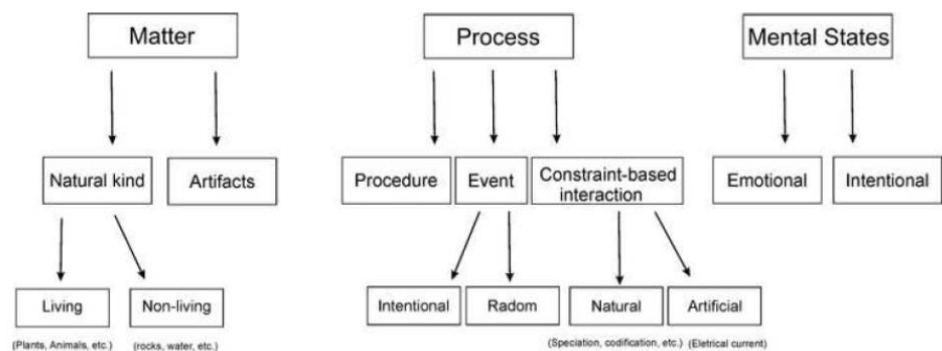 Matter
Process
Mental States
Natural kind
Artifacts
Procedure
Event
Constraint-based
interaction
Emotional
Intentional
Living
Non-living
Intentional
Radom
Natural
Artificial
(Plants, Animals, etc.)
(rocks, water, etc.)
(Speciation, codification, etc.)
(Eletrical current)